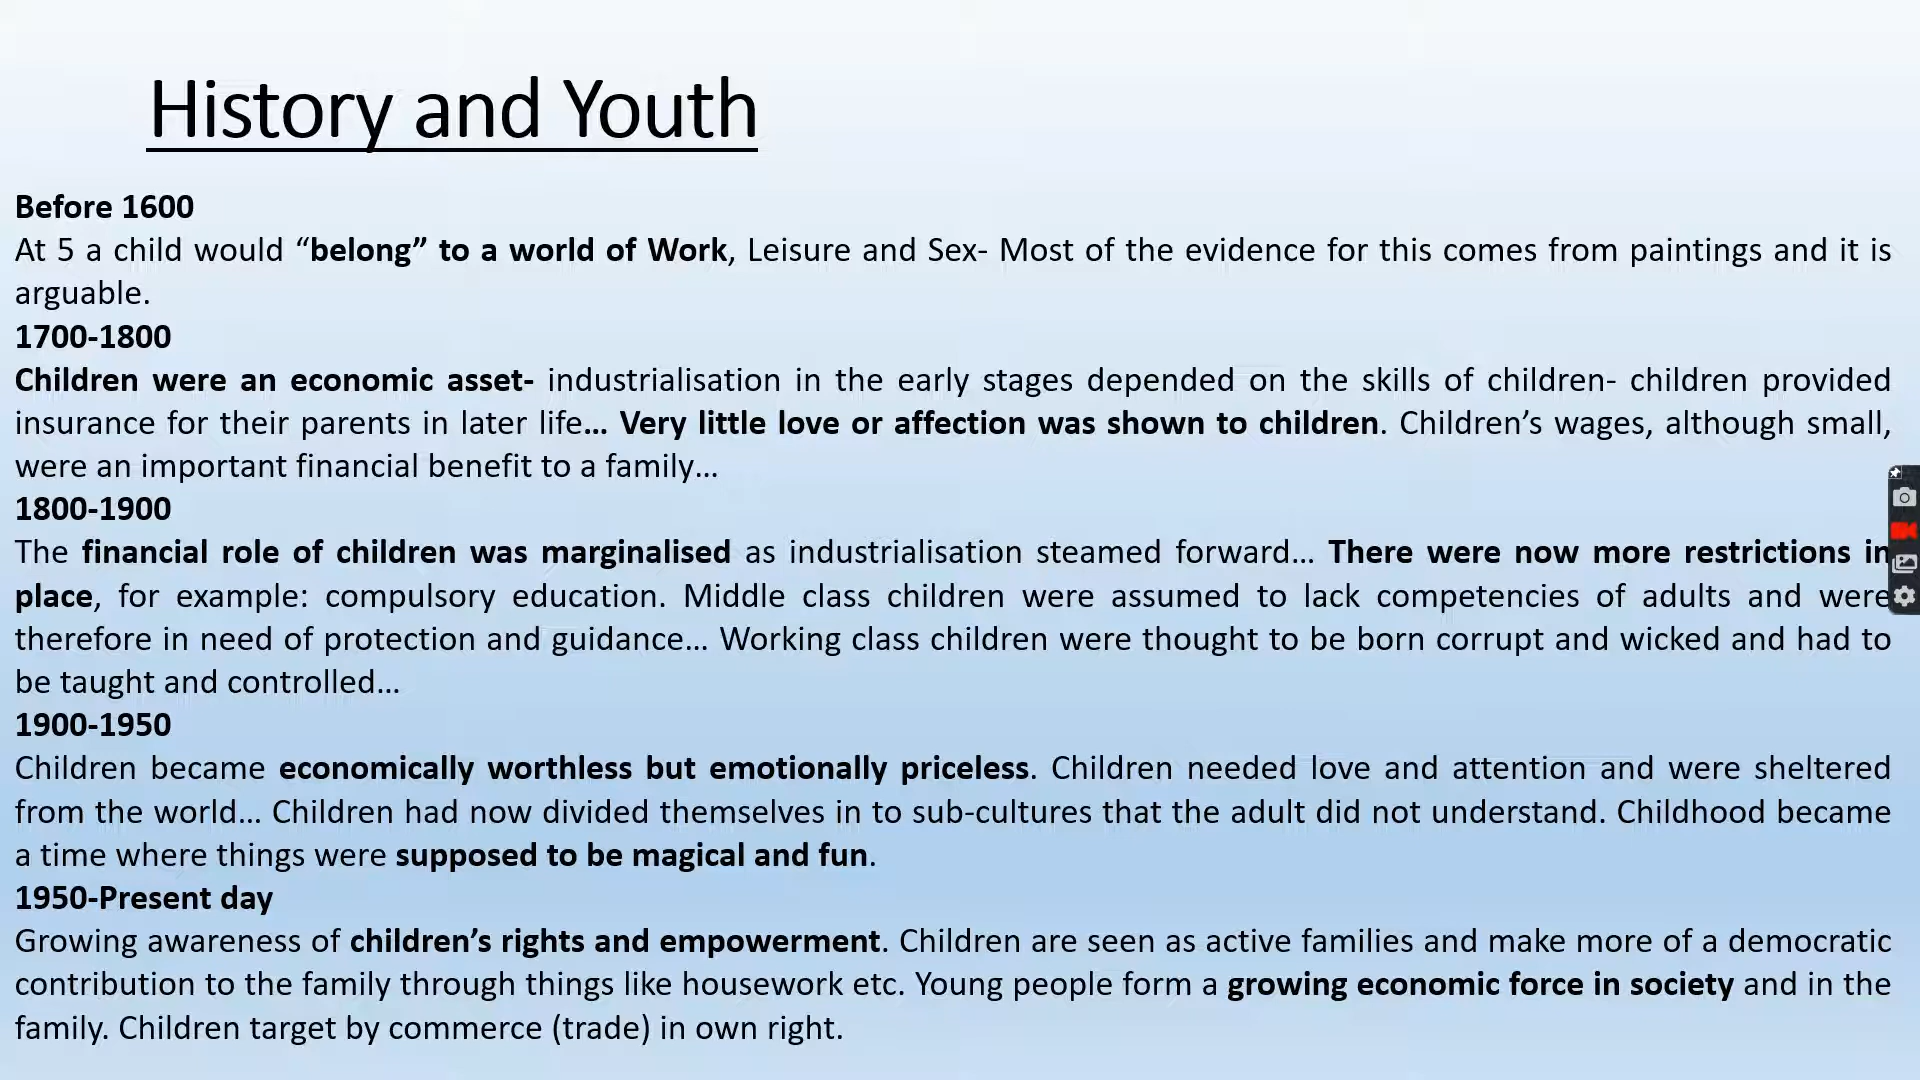 History and Youth
Before 1600
At 5 a child would “belong” to a world of Work, Leisure and Sex- Most of the evidence for this comes from paintings and it is
arguable.
1700-1800
Children were an economic asset- industrialisation in the early stages depended on the skills of children- children provided
insurance for their parents in later life… Very little love or affection was shown to children. Children’s wages, although small,
were an important financial benefit to a family…
1800-1900
The financial role of children was marginalised as industrialisation steamed forward… There were now more restrictions in
place, for example: compulsory education. Middle class children were assumed to lack competencies of adults and were
therefore in need of protection and guidance… Working class children were thought to be born corrupt and wicked and had to
be taught and controlled…
1900-1950
Children became economically worthless but emotionally priceless. Children needed love and attention and were sheltered
from the world… Children had now divided themselves in to sub-cultures that the adult did not understand. Childhood became
a time where things were supposed to be magical and fun.
1950-Present day
Growing awareness of children’s rights and empowerment. Children are seen as active families and make more of a democratic
contribution to the family through things like housework etc. Young people form a growing economic force in society and in the
family. Children target by commerce (trade) in own right.